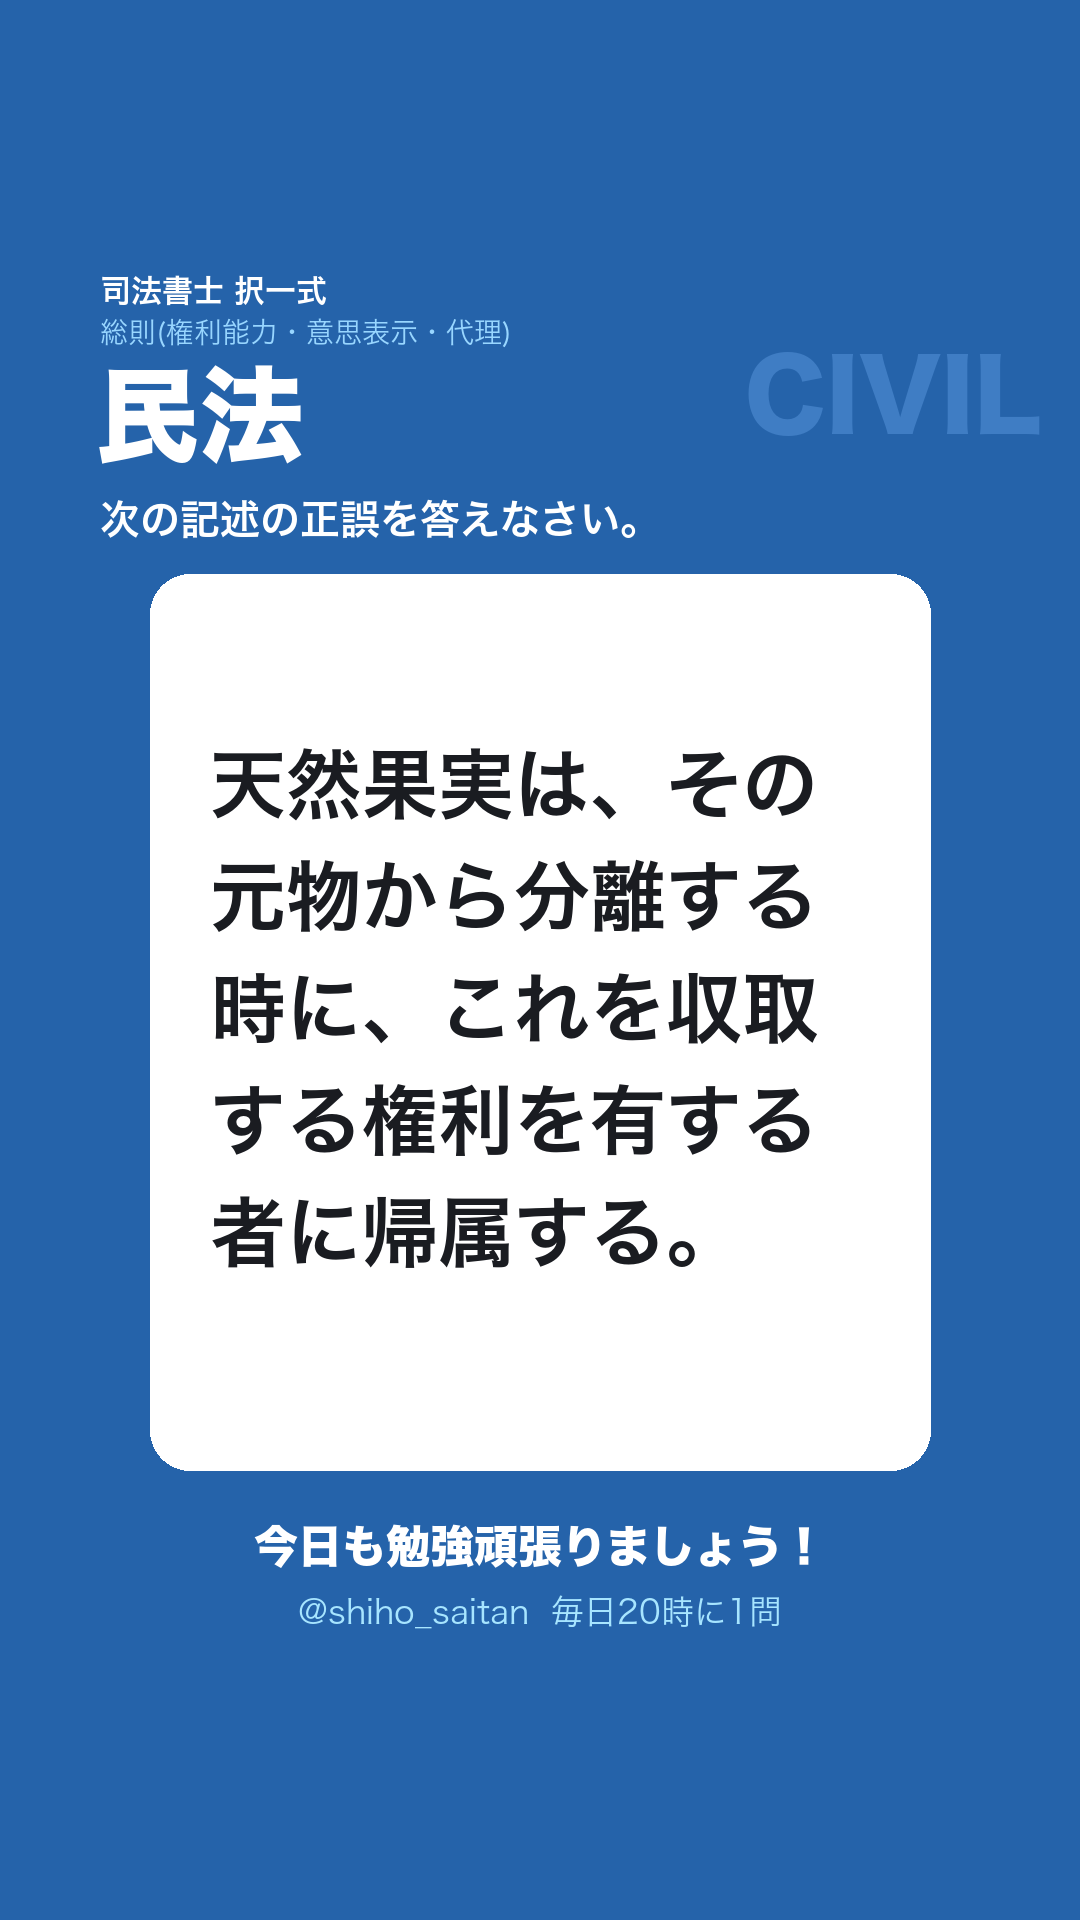 司法書士 択一式
総則(権利能力・意思表示・代理)
民法
CIVIL
次の記述の正誤を答えなさい。
天然果実は、その
元物から分離する
時に、これを収取
する権利を有する
者に帰属する。
今日も勉強頑張りましょう！
@shiho_saitan 毎日20時に1問